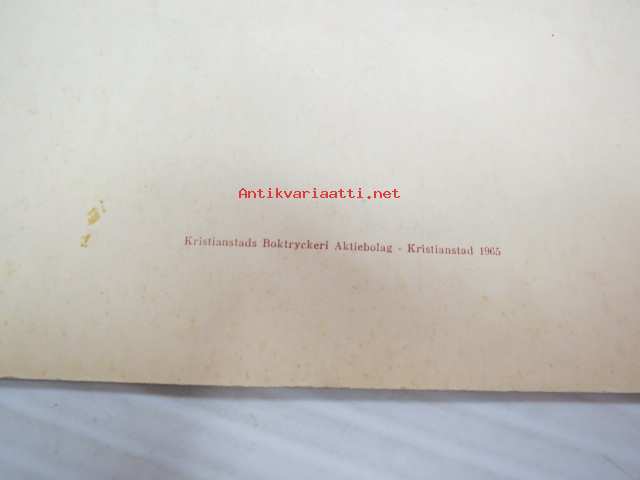 Antikvariaatti.net
Kristianstads Boktryckeri Aktiebolag - Kristianstad 1965